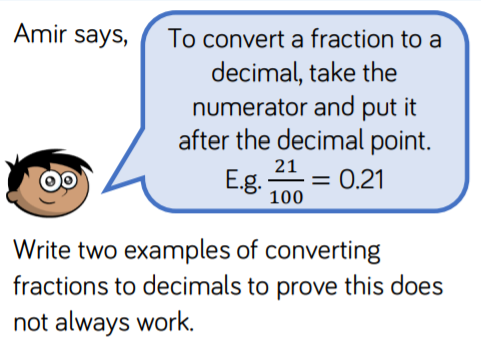 Amir says,
To convert a fraction to a
decimal, take the
numerator and put it
after the decimal point.
E.g. 21/100 = 0.21
Write two examples of converting
fractions to decimals to prove this does
not always work.